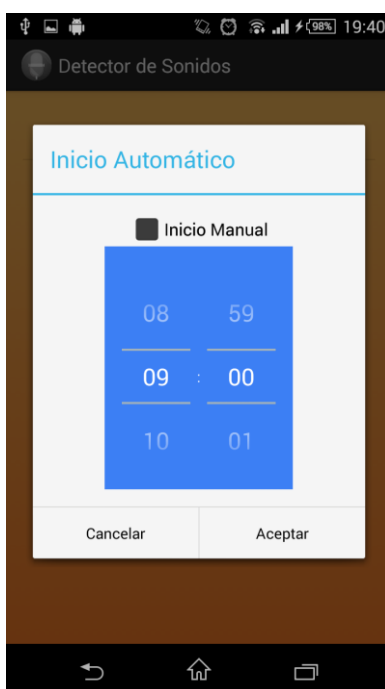 98% 19:40
Detector de Sonidos
Inicio Automático
Inicio Manual
08 59
09 : 00
10 01
Cancelar Aceptar